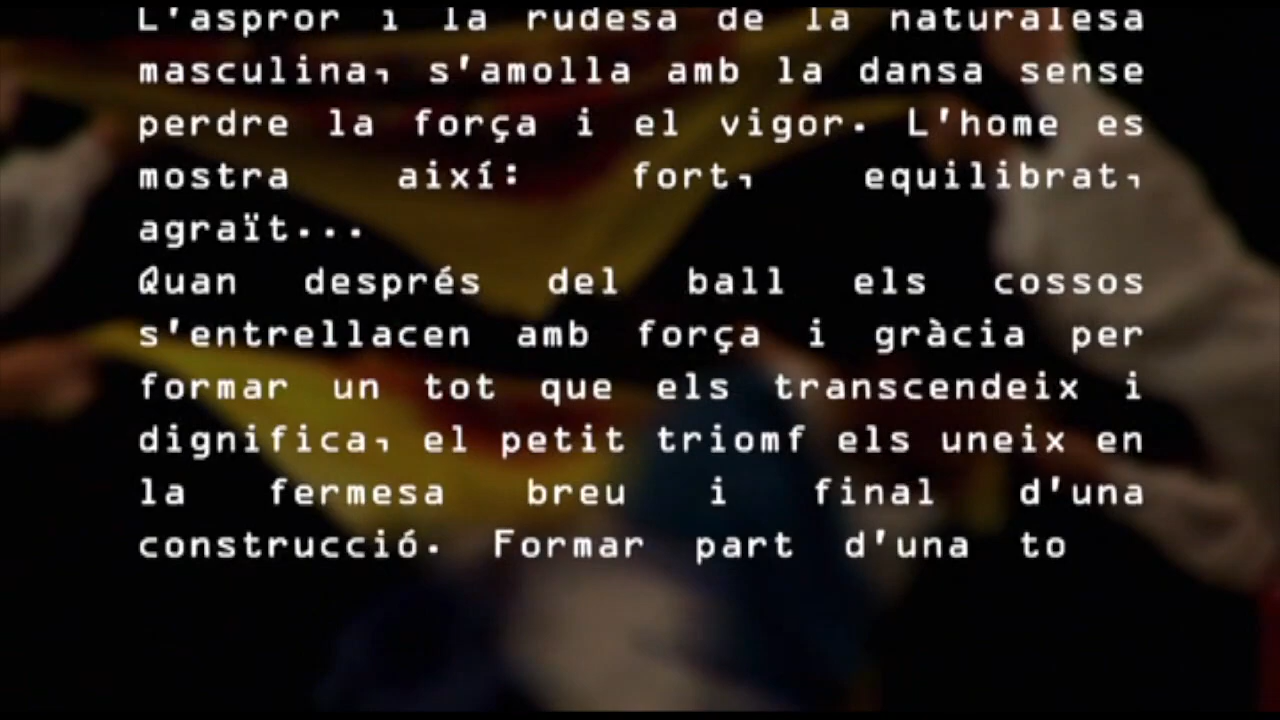 L'aspror i la rudesa de la naturalesa
masculina, s'amolla amb la dansa sense
perdre la força i el vigor. L'home es
mostra així: fort, equilibrat,
agraït...
Quan després del ball els cossos
s'entrellacen amb força i gràcia per
formar un tot que els transcendeix i
dignifica, el petit triomf els uneix en
la fermesa breu i final d'una
construcció. Formar part d'una to